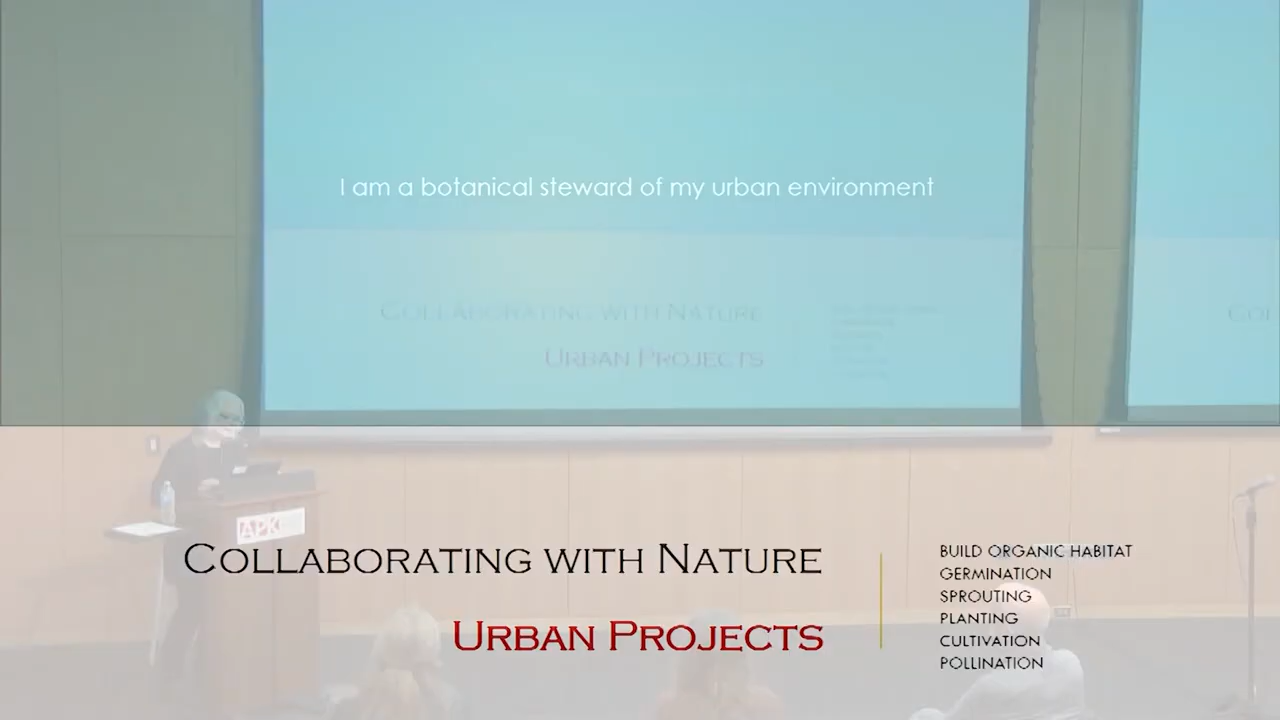 I am a botanical steward of my urban environment
COLLABORATING WITH NATURE
URBAN PROJECTS
COL
APK
COLLABORATING WITH NATURE
URBAN PROJECTS
BUILD ORGANIC HABITAT
GERMINATION
SPROUTING
PLANTING
CULTIVATION
POLLINATION